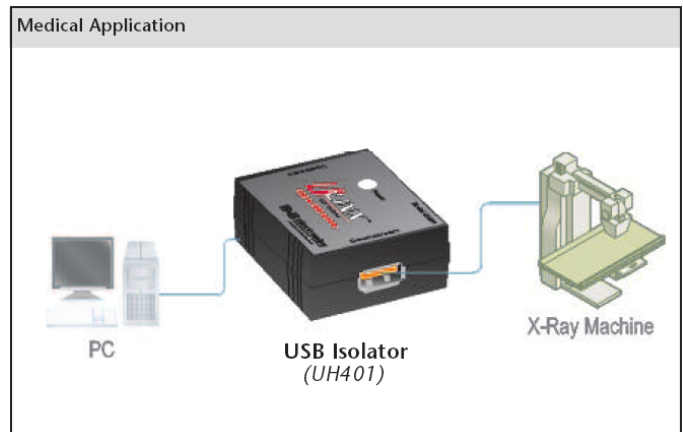 Medical Application
PC
USB Isolator
(UH401)
X-Ray Machine